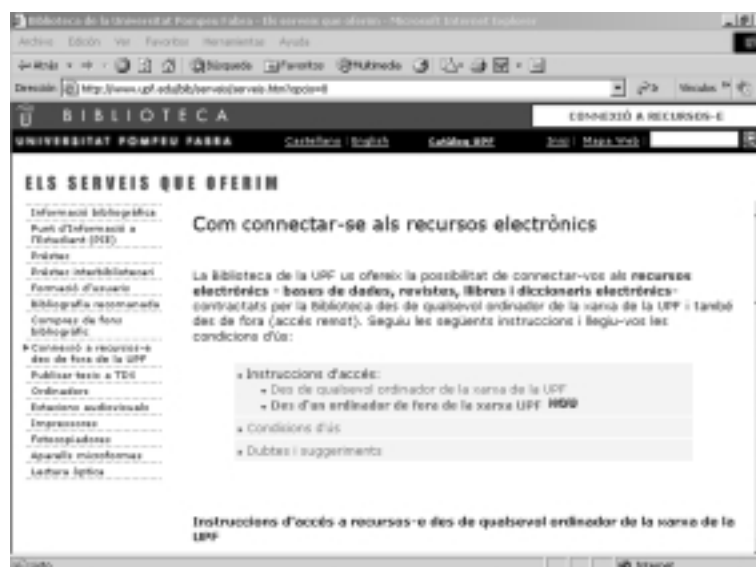 Biblioteca de la Universitat Pompeu Fabra - Els serveis que oferim - Microsoft Internet Explorer
Archivo Edición Ver Favoritos Herramientas Ayuda
Atrás Búsqueda Favoritos Multimedia
Dirección http://www.upf.edu/bib/serveis/serveis.htm?opcio=8 Ir Vínculos
BIBLIOTECA CONNEXIÓ A RECURSOS-E
UNIVERSITAT POMPEU FABRA Castellano | English Catàleg UPF Inici | Mapa Web |
ELS SERVEIS QUE OFERIM
Informació bibliogràfica
Punt d'Informació a
l'Estudiant (PIE)
Préstec
Préstec interbibliotecari
Formació d'usuaris
Bibliografia recomanada
Compres de fons
bibliogràfic
Connexió a recursos-e
des de fora de la UPF
Publicar tesis a TDX
Ordinadors
Estacions audiovisuals
Impressores
Fotocopiadores
Aparells microformes
Lectora òptica
Com connectar-se als recursos electrònics
La Biblioteca de la UPF us ofereix la possibilitat de connectar-vos als recursos
electrònics - bases de dades, revistes, llibres i diccionaris electrònics-
contractats per la Biblioteca des de qualsevol ordinador de la xarxa de la UPF i també
des de fora (accés remot). Seguiu les següents instruccions i llegiu-vos les
condicions d'ús:
Instruccions d'accés:
Des de qualsevol ordinador de la xarxa de la UPF
Des d'un ordinador de fora de la xarxa UPF NOU
Condicions d'ús
Dubtes i suggeriments
Instruccions d'accés a recursos-e des de qualsevol ordinador de la xarxa de la
UPF
Internet